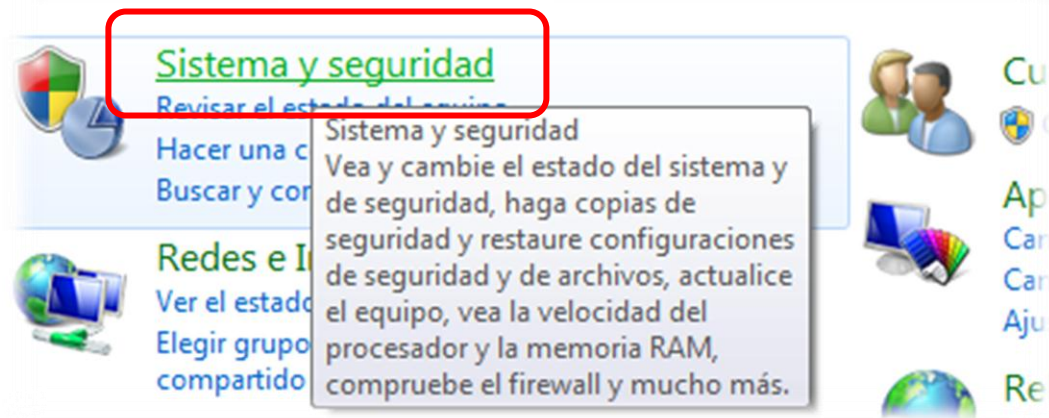 Sistema y seguridad
Revisar el estado del equipo
Hacer una c
Buscar y con
Sistema y seguridad
Vea y cambie el estado del sistema y
de seguridad, haga copias de
seguridad y restaure configuraciones
de seguridad y de archivos, actualice
el equipo, vea la velocidad del
procesador y la memoria RAM,
compruebe el firewall y mucho más.
Redes e I
Ver el estado
Elegir grupo
compartido
Cu
Ap
Car
Car
Aju
Re